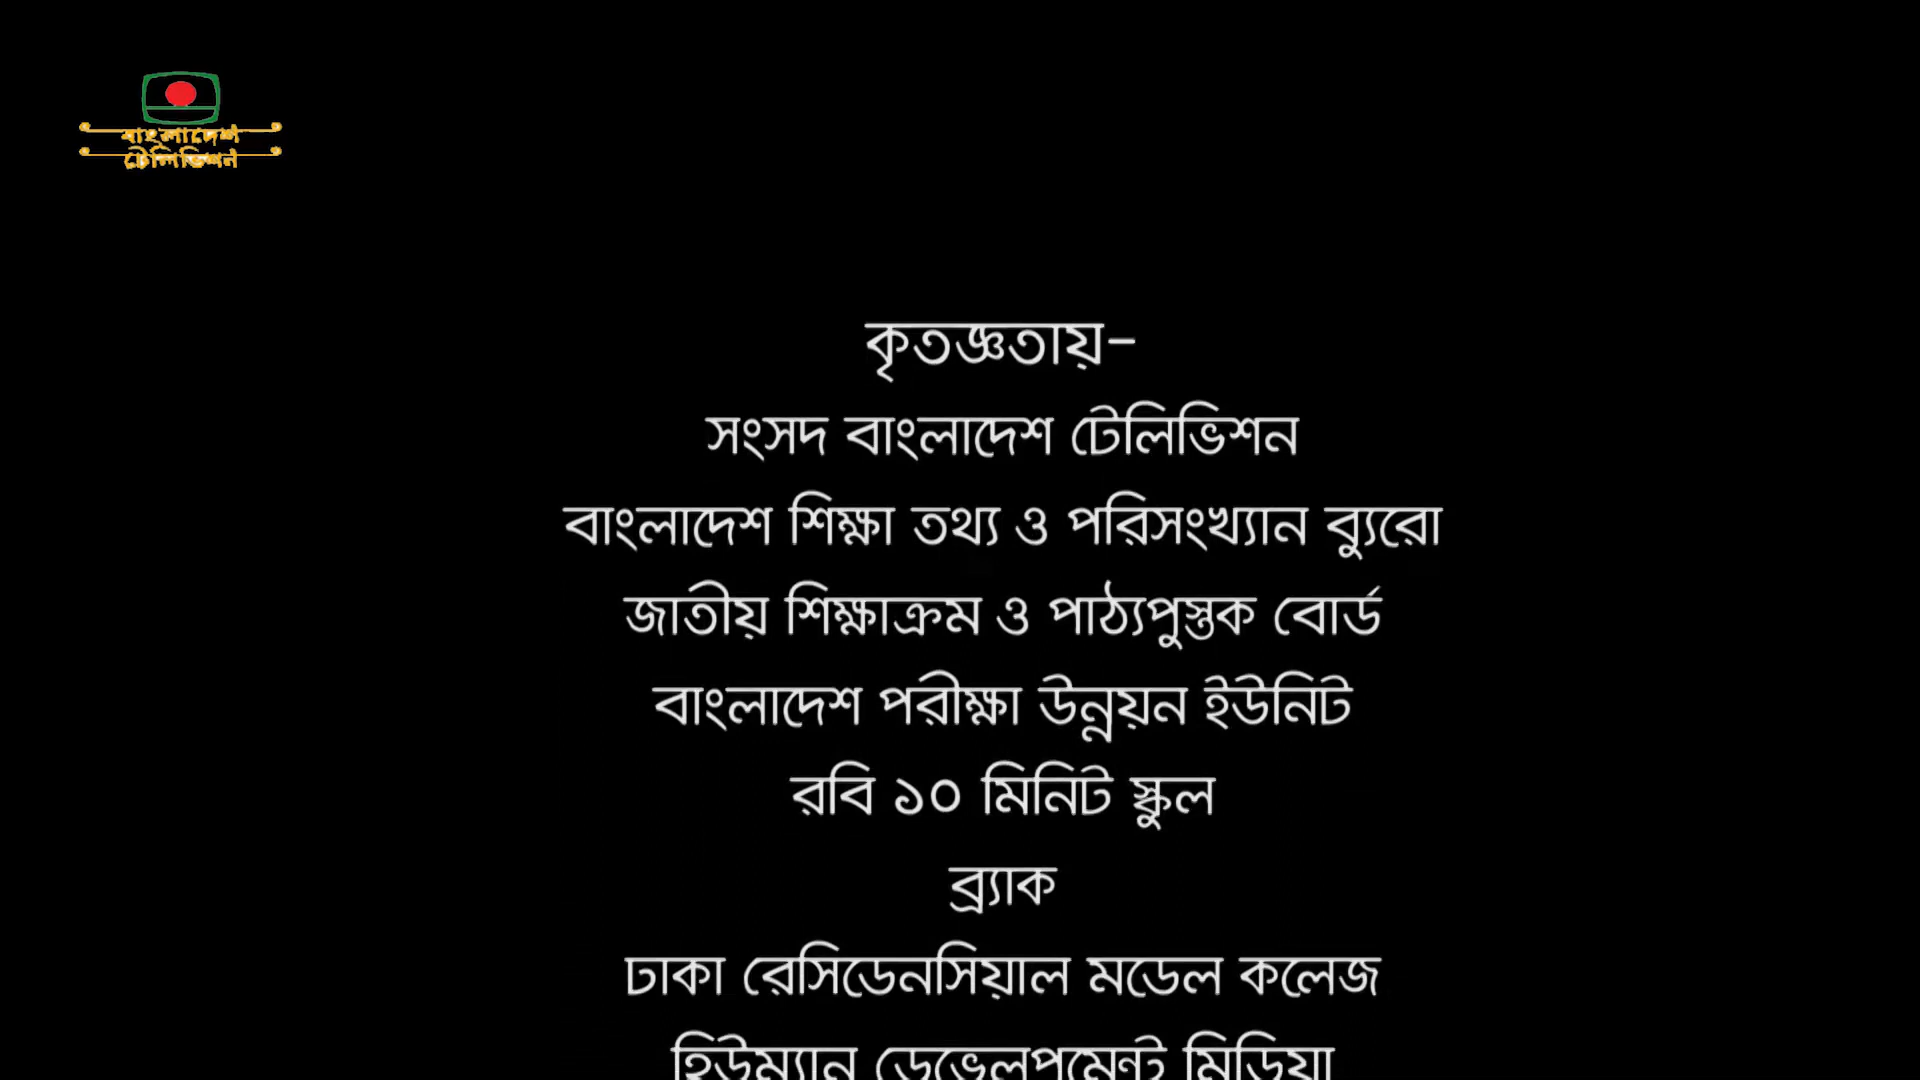 বাংলাদেশ
টেলিভিশন
কৃতজ্ঞতায়-
সংসদ বাংলাদেশ টেলিভিশন
বাংলাদেশ শিক্ষা তথ্য ও পরিসংখ্যান ব্যুরো
জাতীয় শিক্ষাক্রম ও পাঠ্যপুস্তক বোর্ড
বাংলাদেশ পরীক্ষা উন্নয়ন ইউনিট
রবি ১০ মিনিট স্কুল
ব্র্যাক
ঢাকা রেসিডেনসিয়াল মডেল কলেজ
হিউম্যান ডেভেলপমেন্ট মিডিয়া